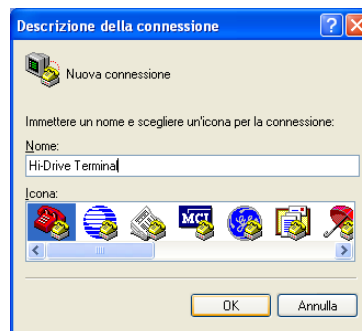 Descrizione della connessione
Nuova connessione
Immettere un nome e scegliere un'icona per la connessione:
Nome:
Hi-Drive Terminal
Icona:
MCI
OK
Annulla